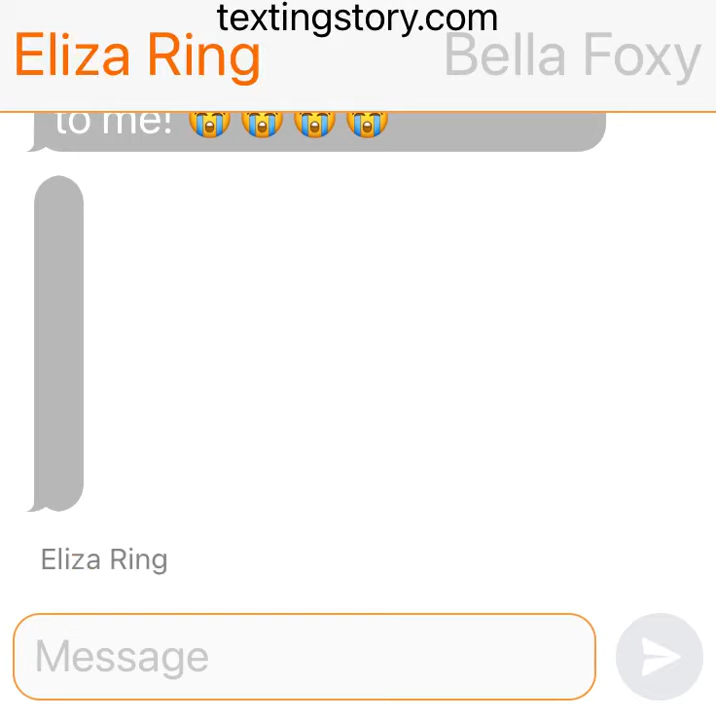 textingstory.com
Eliza Ring
Bella Foxy
to me! 😭 😭 😭 😭
Eliza Ring
Message